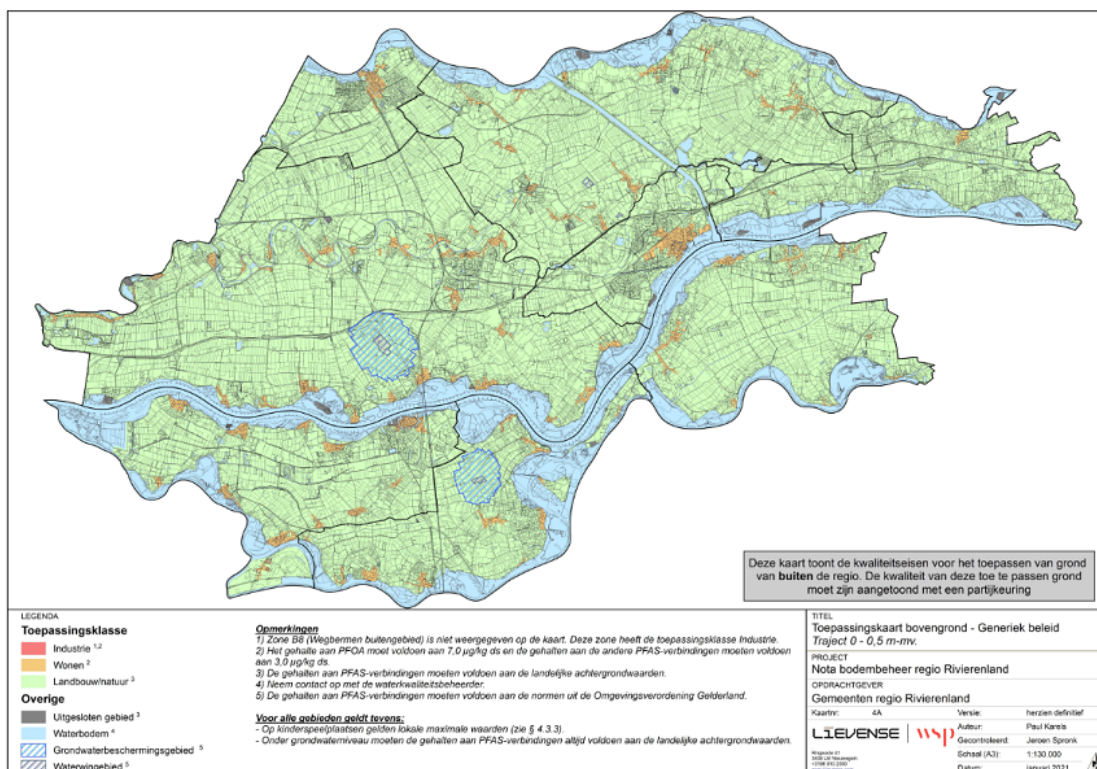 Deze kaart toont de kwaliteitseisen voor het toepassen van grond
van buiten de regio. De kwaliteit van deze toe te passen grond
moet zijn aangetoond met een partijkeuring
LEGENDA
Toepassingsklasse
Industrie 1,2
Wonen 2
Landbouw/natuur 3
Overige
Uitgesloten gebied 3
Waterbodem 4
Grondwaterbeschermingsgebied 5
Waterwingebied 5
Opmerkingen
1) Zone B8 (Wegbermen buitengebied) is niet weergegeven op de kaart. Deze zone heeft de toepassingsklasse Industrie.
2) Het gehalte aan PFOA moet voldoen aan 7,0 µg/kg ds en de gehalten aan de andere PFAS-verbindingen moeten voldoen
aan 3,0 µg/kg ds.
3) De gehalten aan PFAS-verbindingen moeten voldoen aan de landelijke achtergrondwaarden.
4) Neem contact op met de waterkwaliteitsbeheerder.
5) De gehalten aan PFAS-verbindingen moeten voldoen aan de normen uit de Omgevingsverordening Gelderland.
Voor alle gebieden geldt tevens:
- Op kinderspeelplaatsen gelden lokale maximale waarden (zie § 4.3.3).
- Onder grondwaterniveau moeten de gehalten aan PFAS-verbindingen altijd voldoen aan de landelijke achtergrondwaarden.
TITEL
Toepassingskaart bovengrond - Generiek beleid
Traject 0 - 0,5 m-mv.
PROJECT
Nota bodembeheer regio Rivierenland
OPDRACHTGEVER
Gemeenten regio Rivierenland
Kaartnr: 4A
Versie: herzien definitief
LIEVENSE | wsp
Auteur: Paul Karels
Gecontroleerd: Jeroen Spronk
Schaal (A3): 1:130.000
Datum: januari 2021